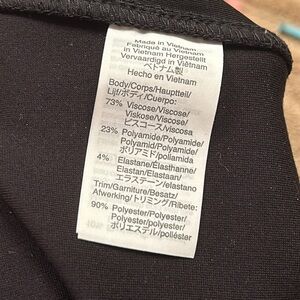 Made in Vietnam
Fabriqué au Vietnam
in Vietnam Hergestellt
Vervaardigd in Viëtnam
ベトナム製
Hecho en Vietnam
Body/Corps/Hauptteil/
Lijf/ボディ/Cuerpo:
73% Viscose/Viscose/
Viskose/Viscose/
ビスコース/viscosa
23% Polyamide/Polyamide/
Polyamid/Polyamide/
ポリアミド/poliamida
4% Elastane/Élasthanne/
Elastan/Elastaan/
エラステーン/elastano
Trim/Garniture/Besatz/
Afwerking/トリミング/Ribete:
90% Polyester/Polyester/
Polyester/Polyester/
ポリエステル/poliéster